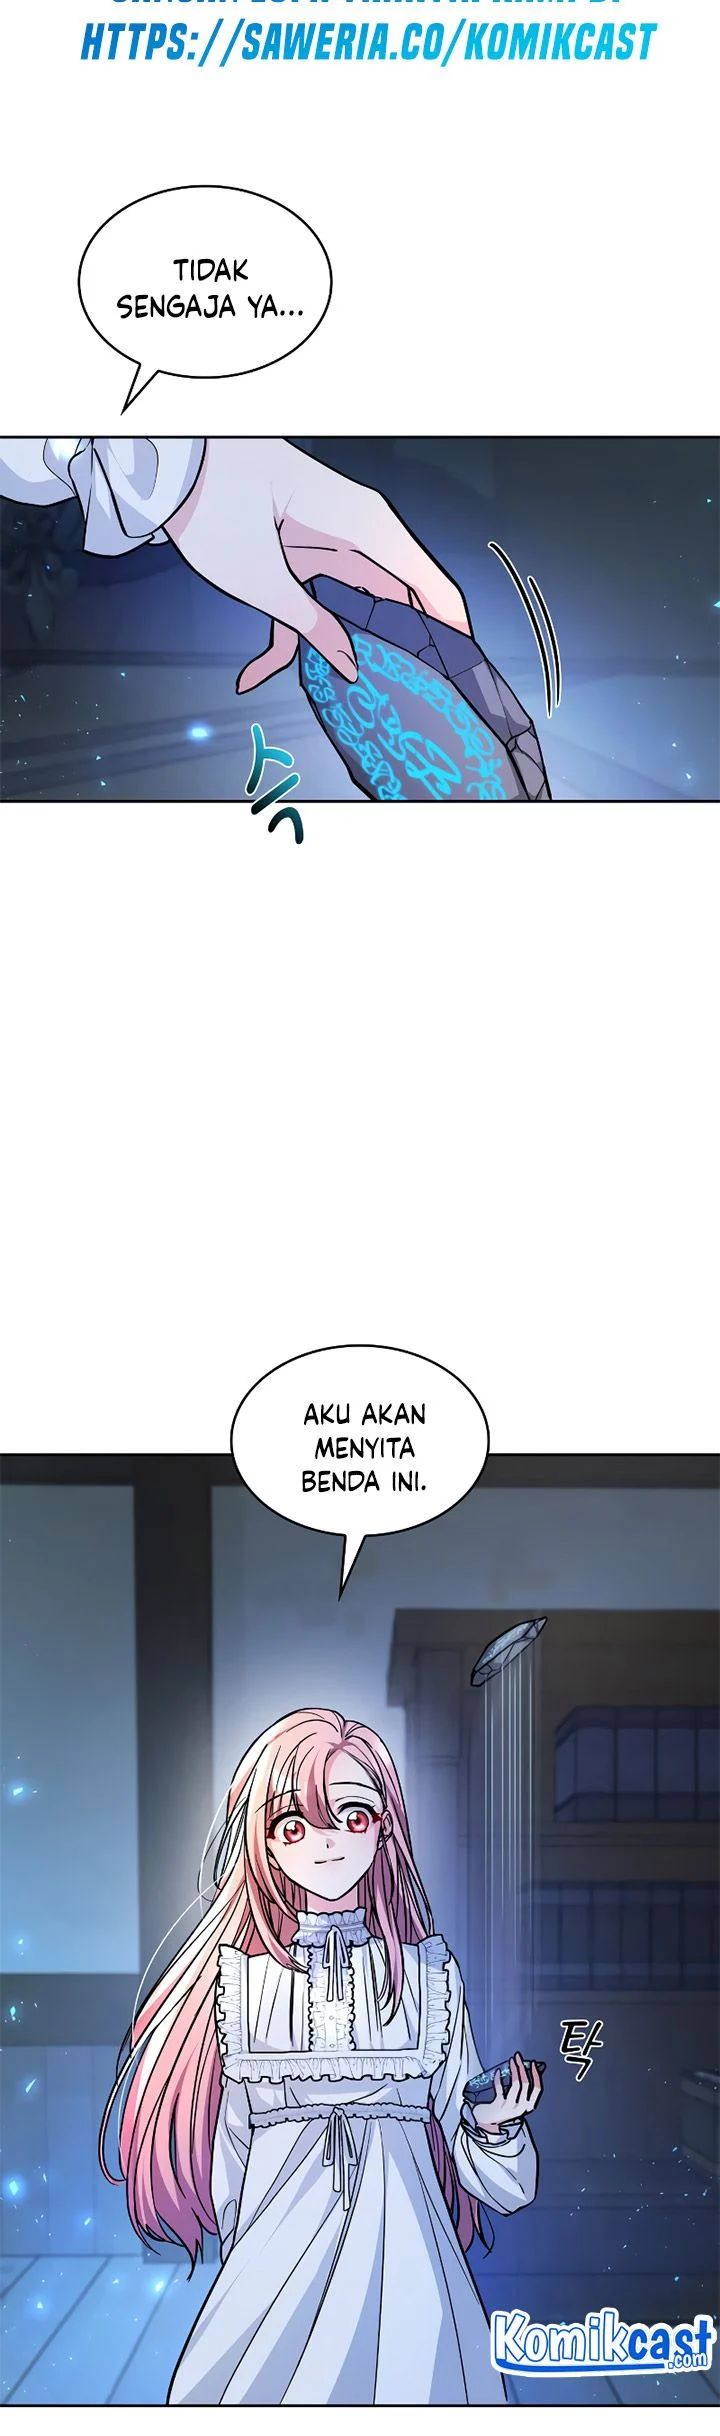 HTTPS://SAWERIA.CO/KOMIKCAST
TIDAK
SENGAJA YA...
스
윽
AKU AKAN
MENYITA
BENDA INI.
탁
Komikcast
.com